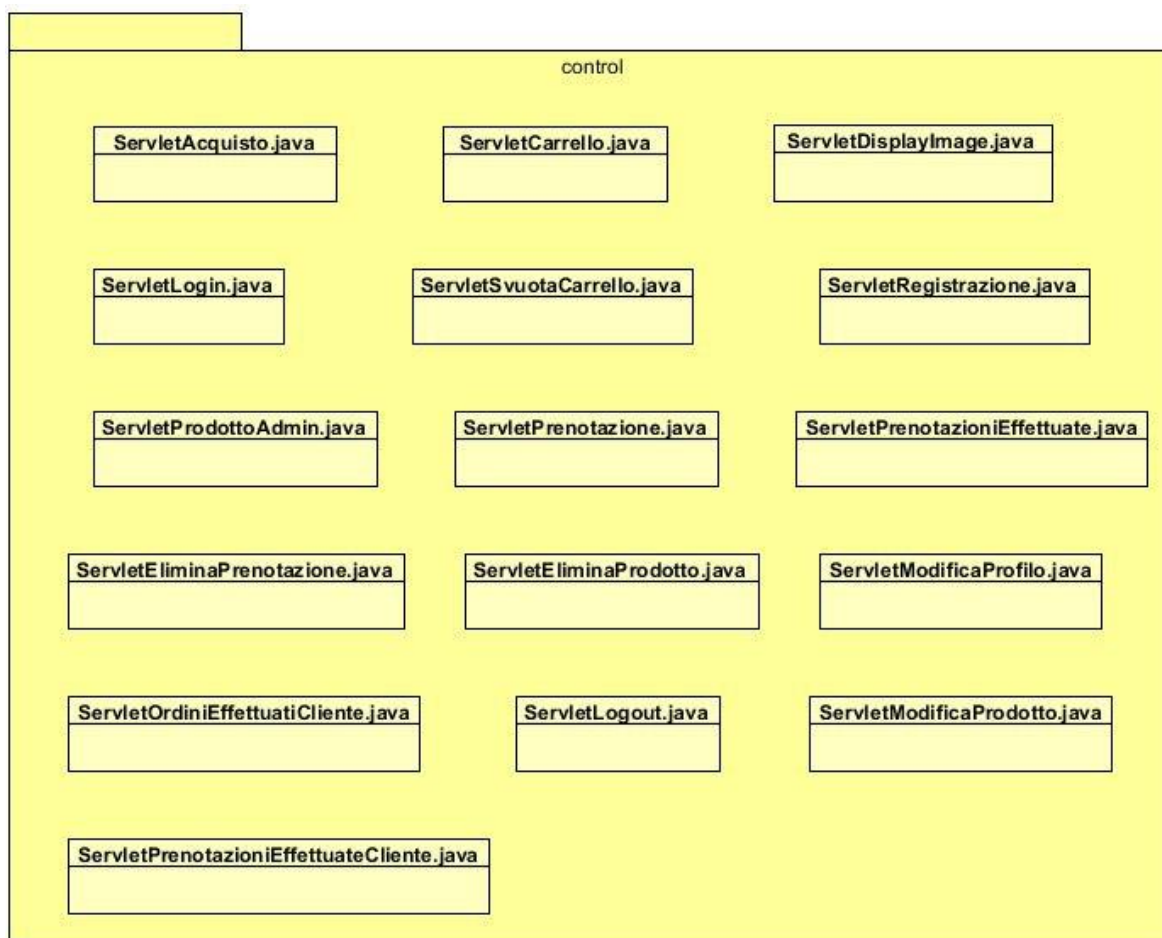 control
ServletAcquisto.java
ServletCarrello.java
ServletDisplayImage.java
ServletLogin.java
ServletSvuotaCarrello.java
ServletRegistrazione.java
ServletProdottoAdmin.java
ServletPrenotazione.java
ServletPrenotazioniEffettuate.java
ServletEliminaPrenotazione.java
ServletEliminaProdotto.java
ServletModificaProfilo.java
ServletOrdiniEffettuatiCliente.java
ServletLogout.java
ServletModificaProdotto.java
ServletPrenotazioniEffettuateCliente.java